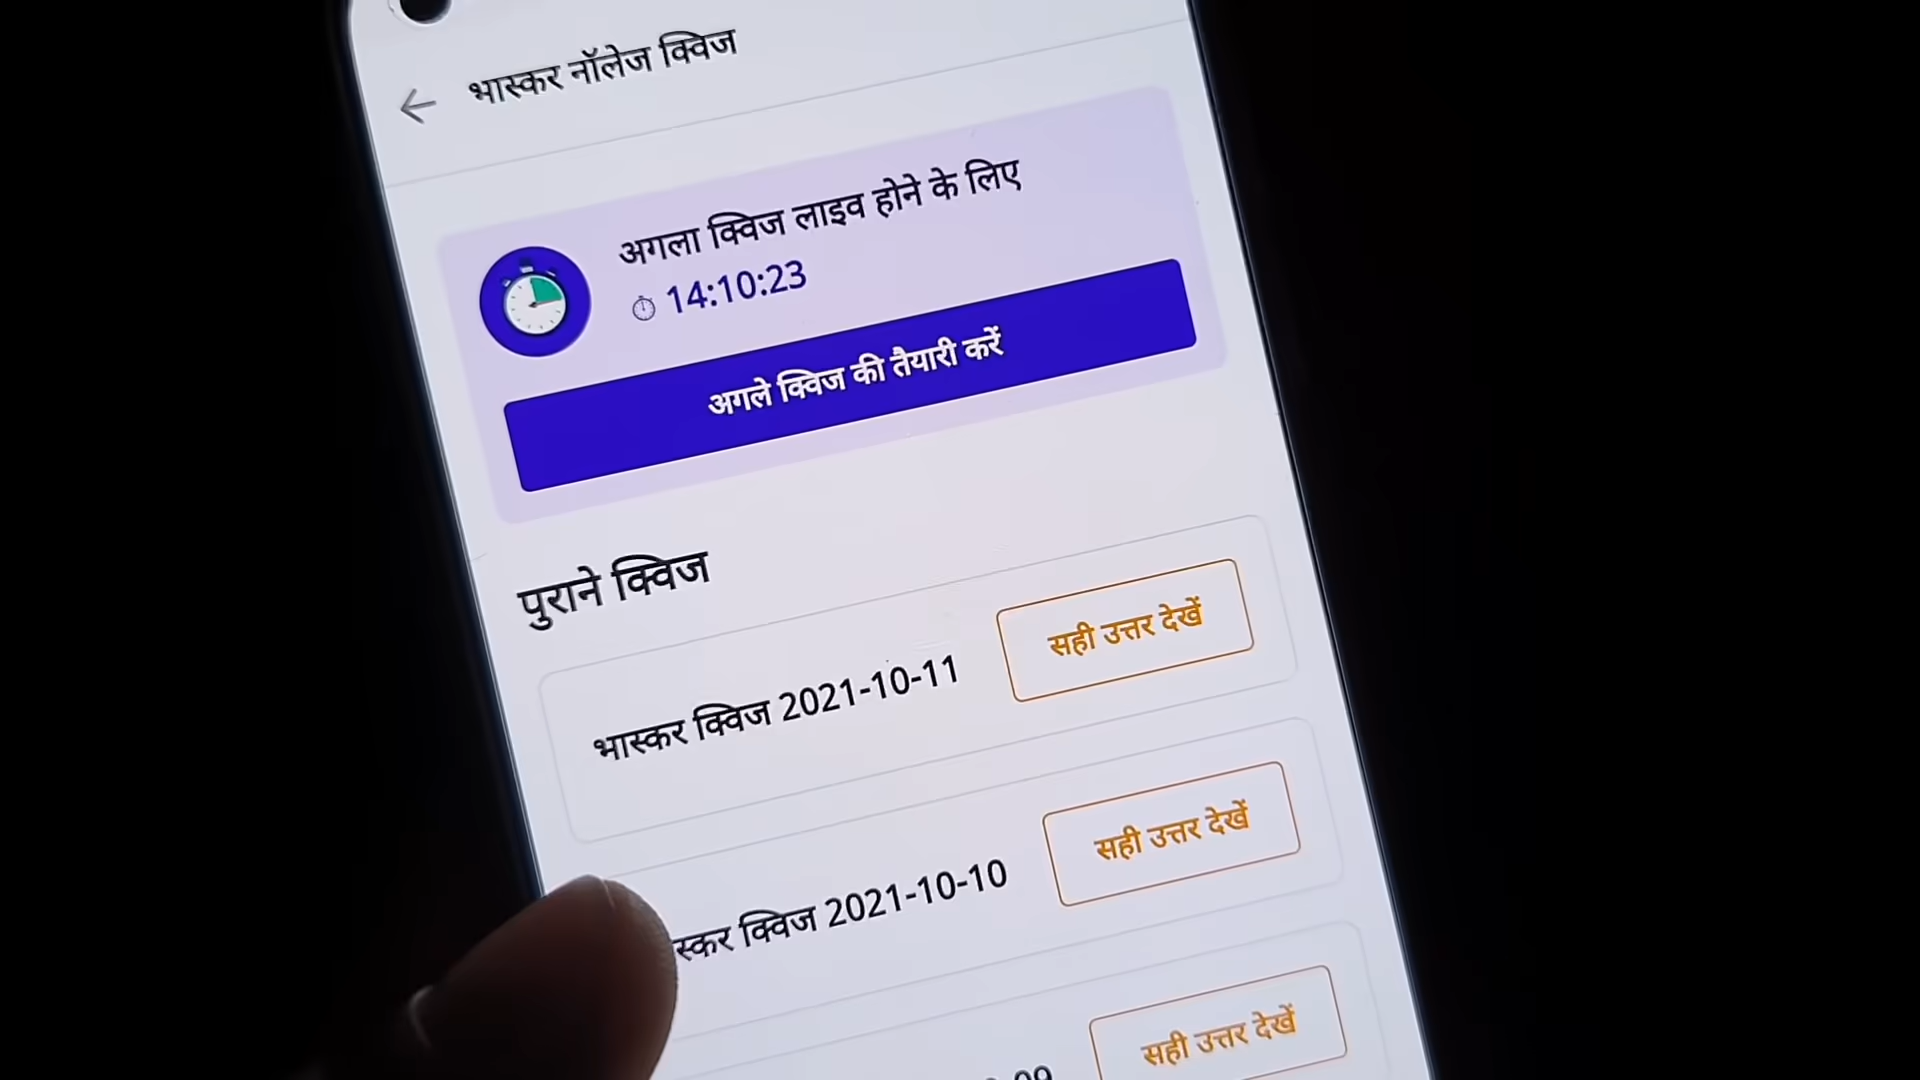 भास्कर नॉलेज क्विज
अगला क्विज लाइव होने के लिए
14:10:23
अगले क्विज की तैयारी करें
पुराने क्विज
भास्कर क्विज 2021-10-11
सही उत्तर देखें
स्कर क्विज 2021-10-10
सही उत्तर देखें
09
सही उत्तर देखें